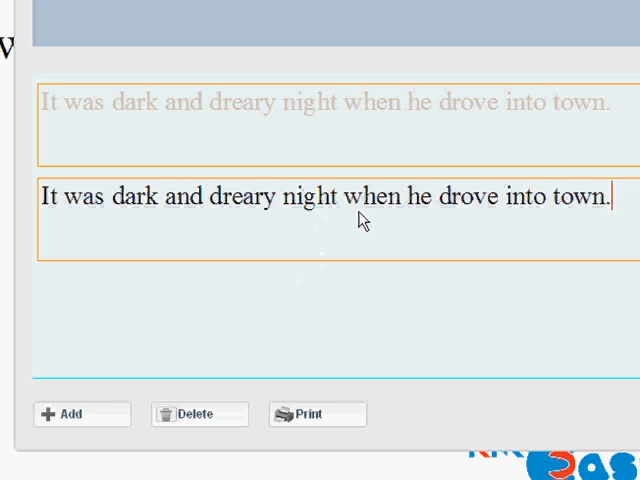 W
It was dark and dreary night when he drove into town.
It was dark and dreary night when he drove into town.
Add
Delete
Print